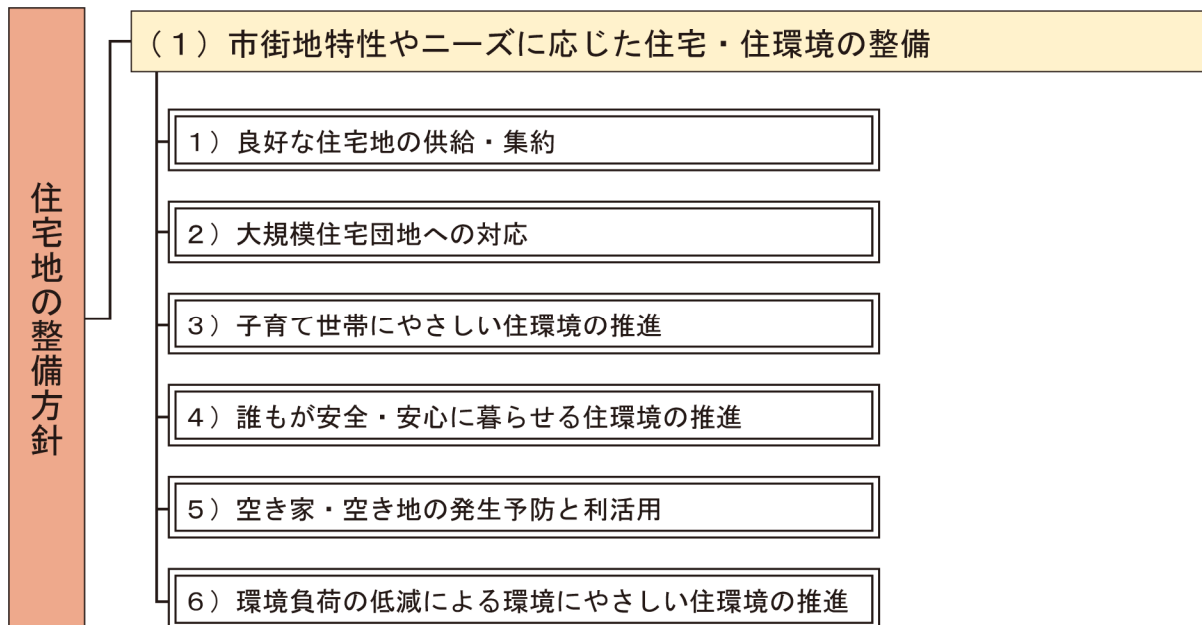 住宅地の整備方針
（１）市街地特性やニーズに応じた住宅・住環境の整備
１）良好な住宅地の供給・集約
２）大規模住宅団地への対応
３）子育て世帯にやさしい住環境の推進
４）誰もが安全・安心に暮らせる住環境の推進
５）空き家・空き地の発生予防と利活用
６）環境負荷の低減による環境にやさしい住環境の推進